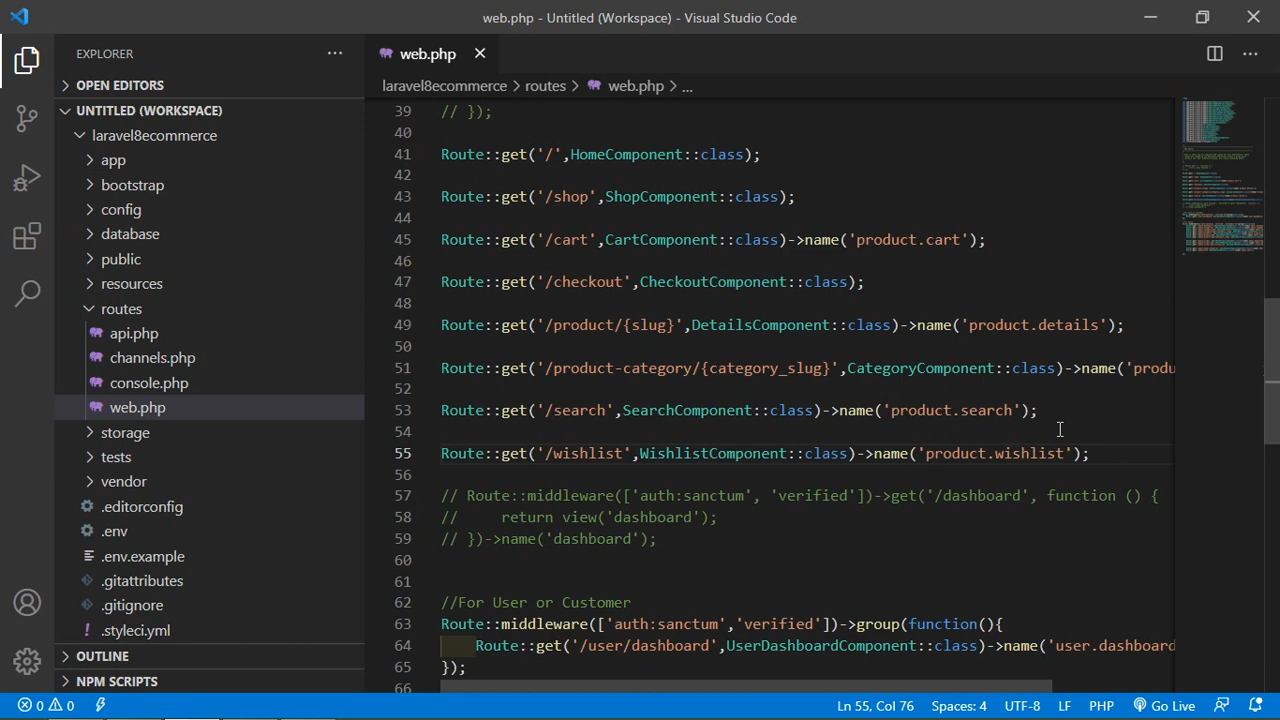 web.php - Untitled (Workspace) - Visual Studio Code
EXPLORER
OPEN EDITORS
UNTITLED (WORKSPACE)
laravel8ecommerce
app
bootstrap
config
database
public
resources
routes
api.php
channels.php
console.php
web.php
storage
tests
vendor
.editorconfig
.env
.env.example
.gitattributes
.gitignore
.styleci.yml
OUTLINE
NPM SCRIPTS
web.php
laravel8ecommerce > routes > web.php > ...
39 // });
40
41 Route::get('/',HomeComponent::class);
42
43 Route::get('/shop',ShopComponent::class);
44
45 Route::get('/cart',CartComponent::class)->name('product.cart');
46
47 Route::get('/checkout',CheckoutComponent::class);
48
49 Route::get('/product/{slug}',DetailsComponent::class)->name('product.details');
50
51 Route::get('/product-category/{category_slug}',CategoryComponent::class)->name('produ
52
53 Route::get('/search',SearchComponent::class)->name('product.search');
54
55 Route::get('/wishlist',WishlistComponent::class)->name('product.wishlist');
56
57 // Route::middleware(['auth:sanctum', 'verified'])->get('/dashboard', function () {
58 //     return view('dashboard');
59 // })->name('dashboard');
60
61
62 //For User or Customer
63 Route::middleware(['auth:sanctum','verified'])->group(function(){
64     Route::get('/user/dashboard',UserDashboardComponent::class)->name('user.dashboard
65 });
66
0 0 Ln 55, Col 76 Spaces: 4 UTF-8 LF PHP Go Live